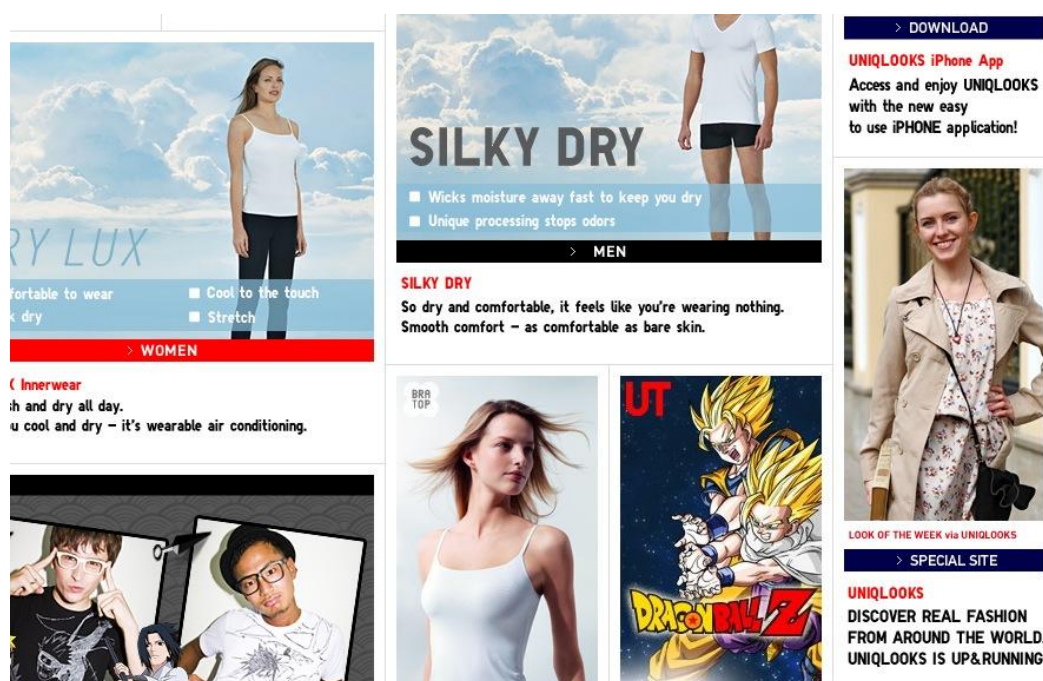 RY LUX
fortable to wear
Cool to the touch
dry
Stretch
> WOMEN
Innerwear
sh and dry all day.
u cool and dry – it's wearable air conditioning.
SILKY DRY
Wicks moisture away fast to keep you dry
Unique processing stops odors
> MEN
SILKY DRY
So dry and comfortable, it feels like you're wearing nothing.
Smooth comfort – as comfortable as bare skin.
BRA
TOP
UT
DRAGON BALL Z
> DOWNLOAD
UNIQLOOKS iPhone App
Access and enjoy UNIQLOOKS
with the new easy
to use iPHONE application!
LOOK OF THE WEEK via UNIQLOOKS
> SPECIAL SITE
UNIQLOOKS
DISCOVER REAL FASHION
FROM AROUND THE WORLD.
UNIQLOOKS IS UP&RUNNING